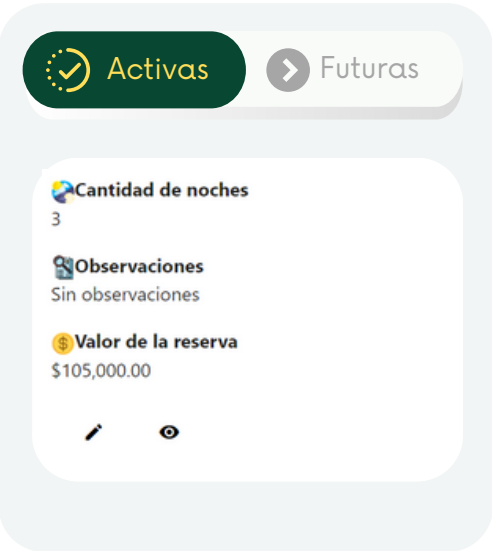 Activas
Futuras
Cantidad de noches
3
Observaciones
Sin observaciones
Valor de la reserva
$105,000.00